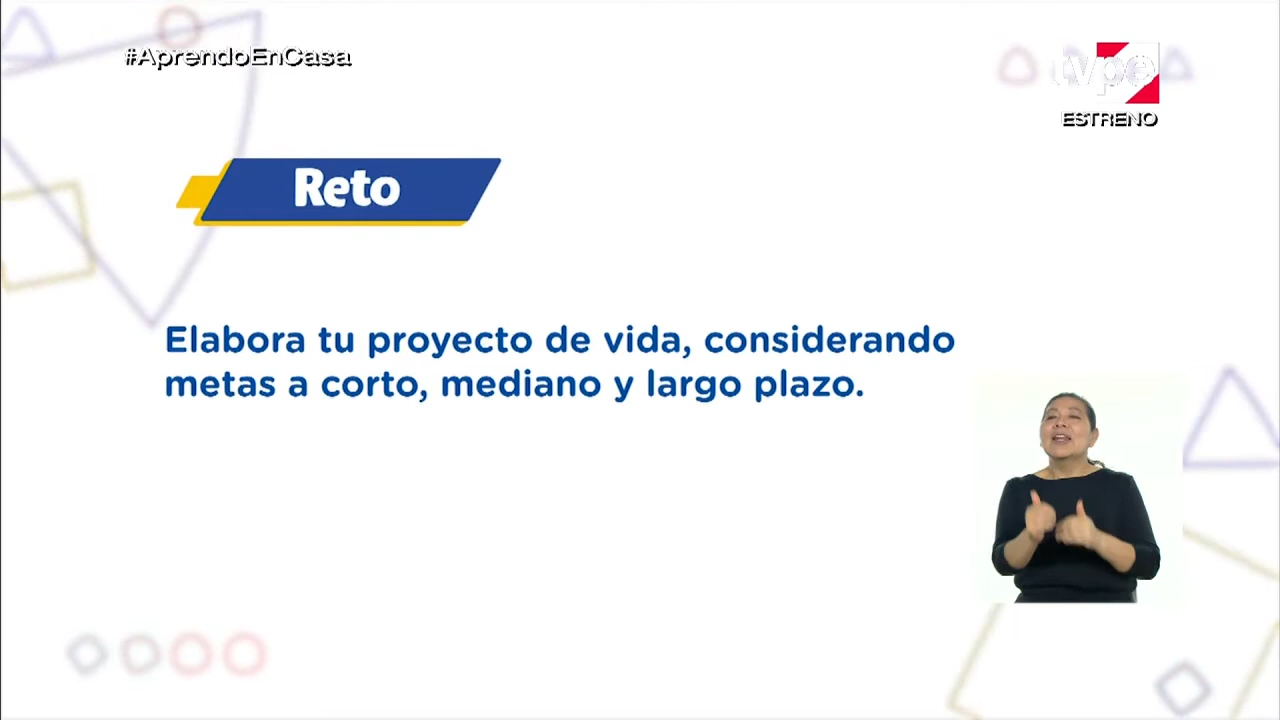 #AprendoEnCasa
tvpe
ESTRENO
Reto
Elabora tu proyecto de vida, considerando
metas a corto, mediano y largo plazo.